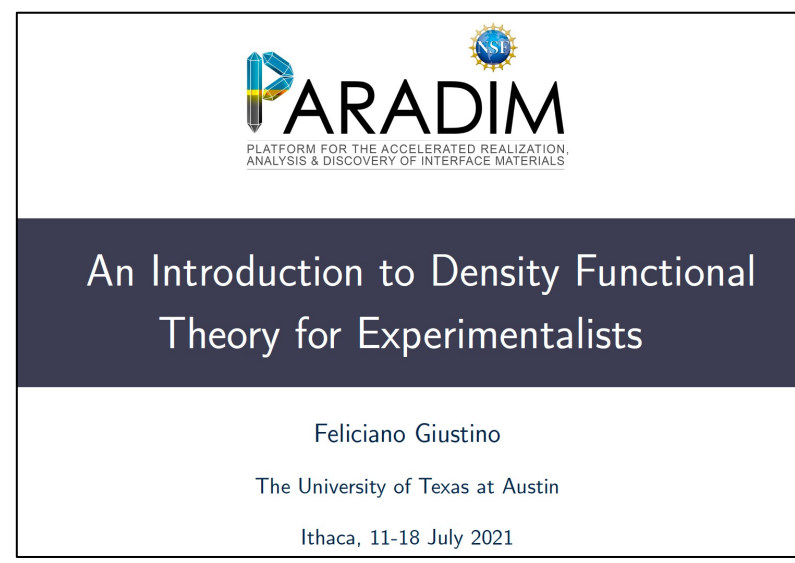 NSF
PARADIM
PLATFORM FOR THE ACCELERATED REALIZATION,
ANALYSIS & DISCOVERY OF INTERFACE MATERIALS
An Introduction to Density Functional
Theory for Experimentalists
Feliciano Giustino
The University of Texas at Austin
Ithaca, 11-18 July 2021